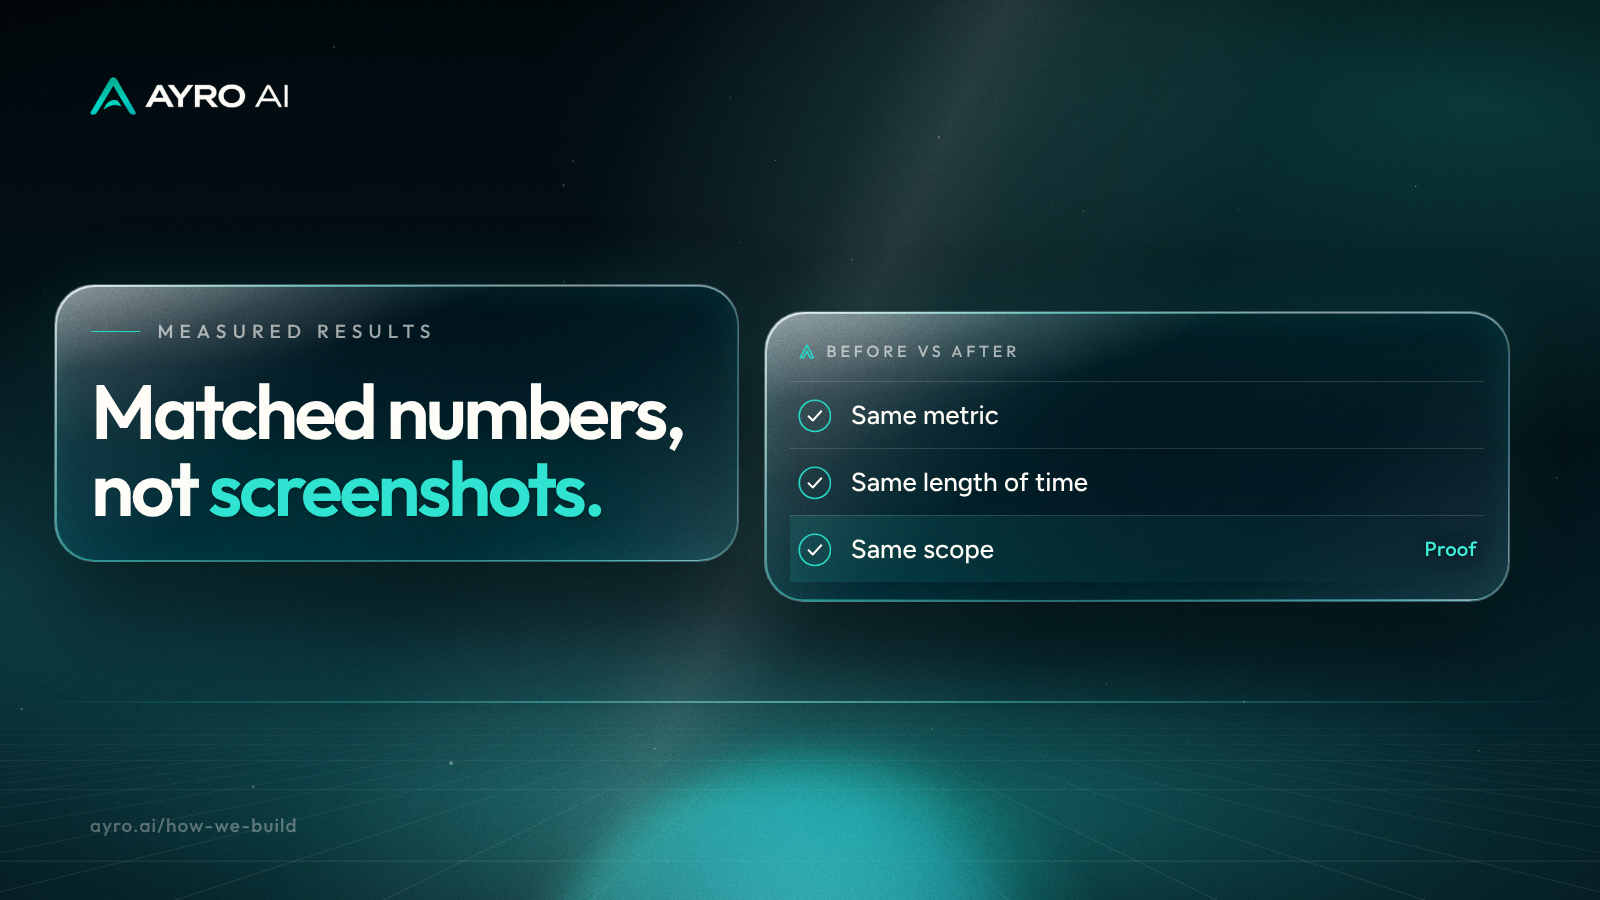 AYRO AI
MEASURED RESULTS
Matched numbers,
not screenshots.
BEFORE VS AFTER
Same metric
Same length of time
Same scope
Proof
ayro.ai/how-we-build